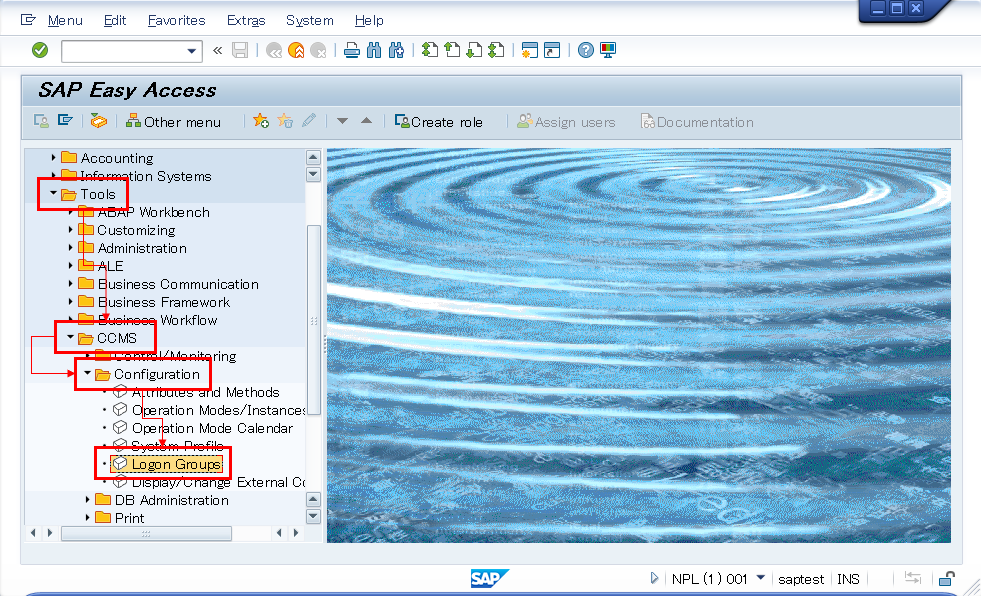 Menu Edit Favorites Extras System Help
SAP Easy Access
Other menu Create role Assign users Documentation
Accounting
Information Systems
Tools
ABAP Workbench
Customizing
Administration
ALE
Business Communication
Business Framework
Business Workflow
CCMS
Control/Monitoring
Configuration
Attributes and Methods
Operation Modes/Instances
Operation Mode Calendar
System Profile
Logon Groups
Display/Change External Co
DB Administration
Print
SAP NPL (1) 001 saptest INS